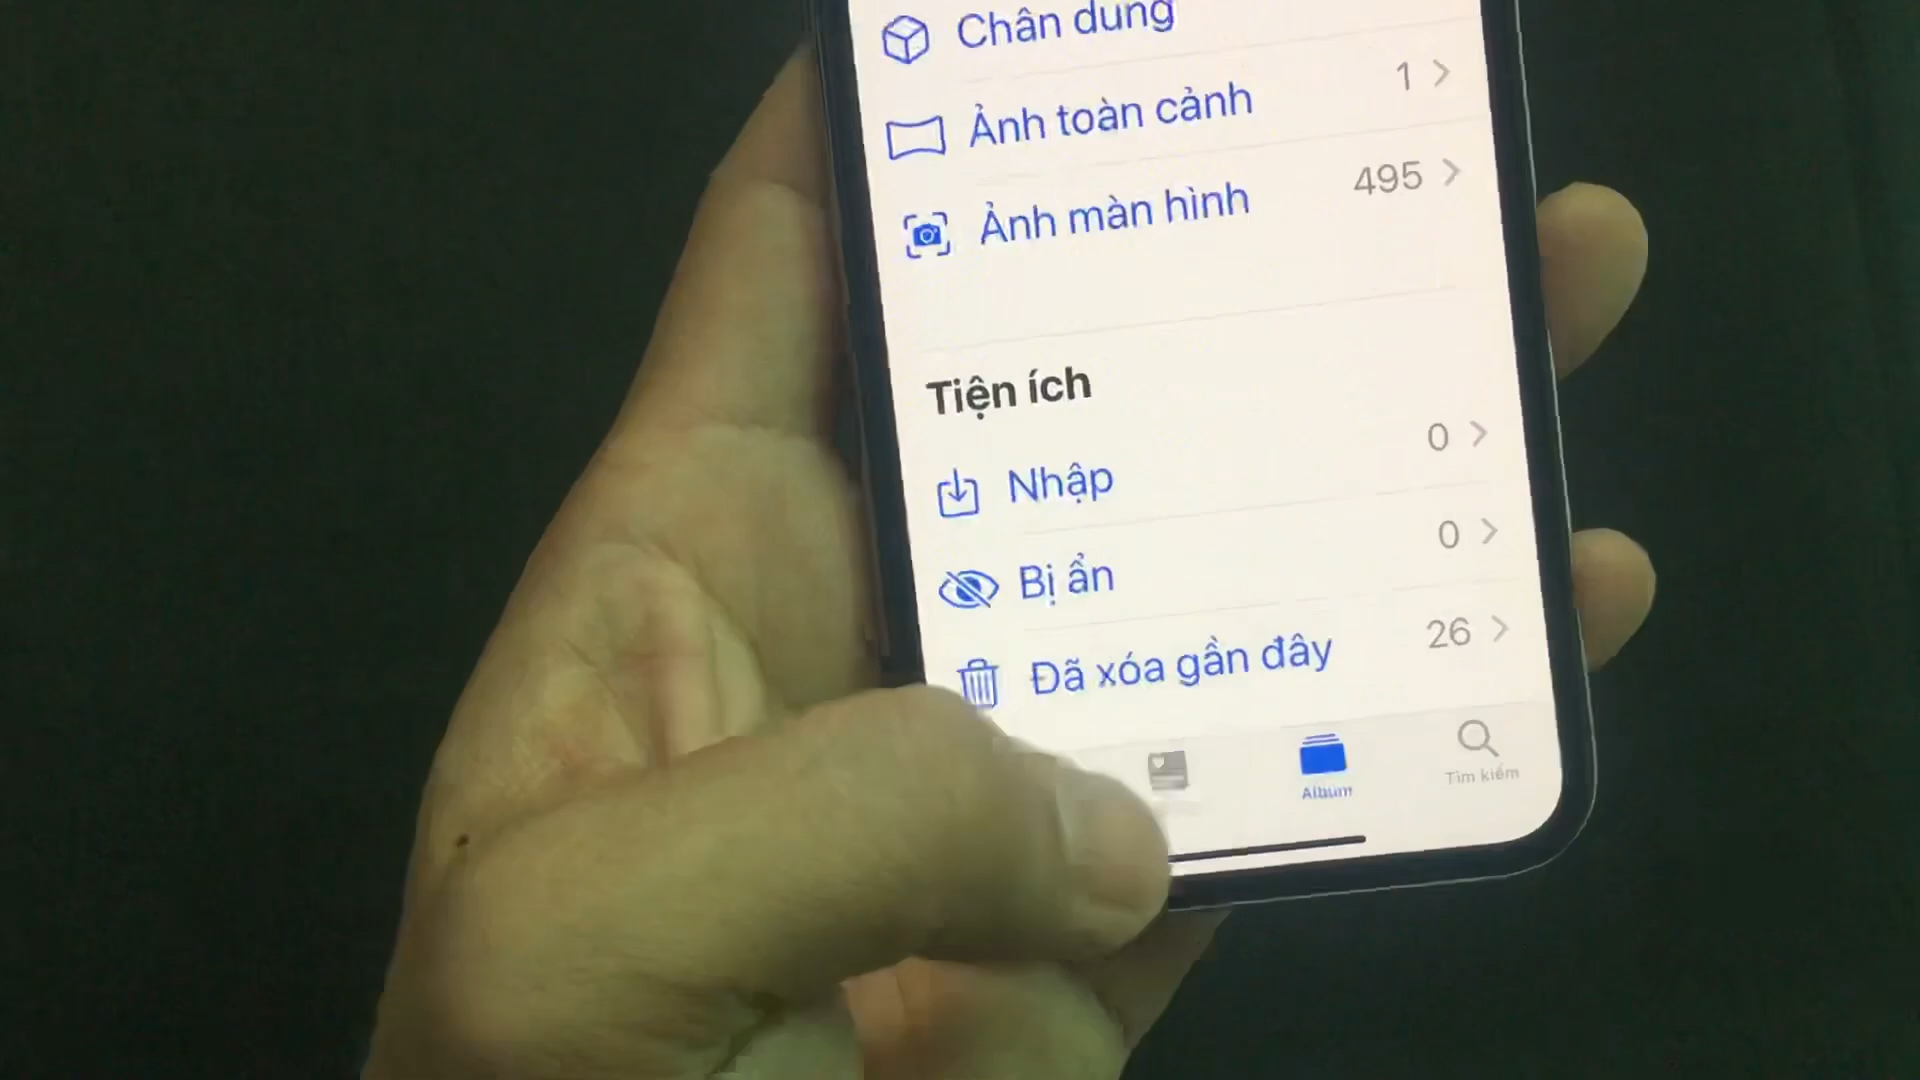 Chân dung
Ảnh toàn cảnh 1
Ảnh màn hình 495
Tiện ích
Nhập 0
Bị ẩn 0
Đã xóa gần đây 26
Album
Tìm kiếm